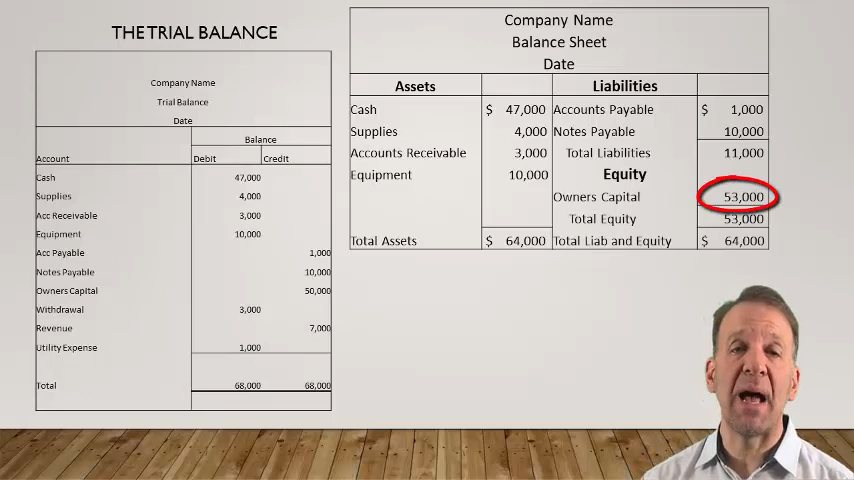 THE TRIAL BALANCE
Company Name
Trial Balance
Date
Balance
Account Debit Credit
Cash 47,000
Supplies 4,000
Acc Receivable 3,000
Equipment 10,000
Acc Payable 1,000
Notes Payable 10,000
Owners Capital 50,000
Withdrawal 3,000
Revenue 7,000
Utility Expense 1,000
Total 68,000 68,000
Company Name
Balance Sheet
Date
Assets Liabilities
Cash $ 47,000 Accounts Payable $ 1,000
Supplies 4,000 Notes Payable 10,000
Accounts Receivable 3,000 Total Liabilities 11,000
Equipment 10,000 Equity
Owners Capital 53,000
Total Equity 53,000
Total Assets $ 64,000 Total Liab and Equity $ 64,000